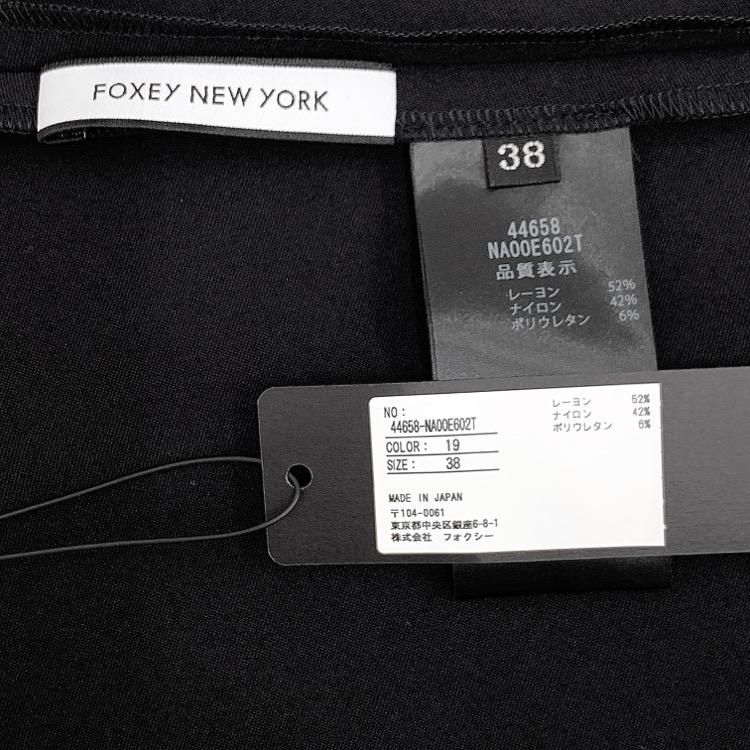 FOXEY NEW YORK
38
44658
NA00E602T
品質表示
レーヨン 52%
ナイロン 42%
ポリウレタン 6%
NO:
44658-NA00E602T
COLOR: 19
SIZE: 38
レーヨン 52%
ナイロン 42%
ポリウレタン 6%
MADE IN JAPAN
〒104-0061
東京都中央区銀座6-8-1
株式会社 フォクシー